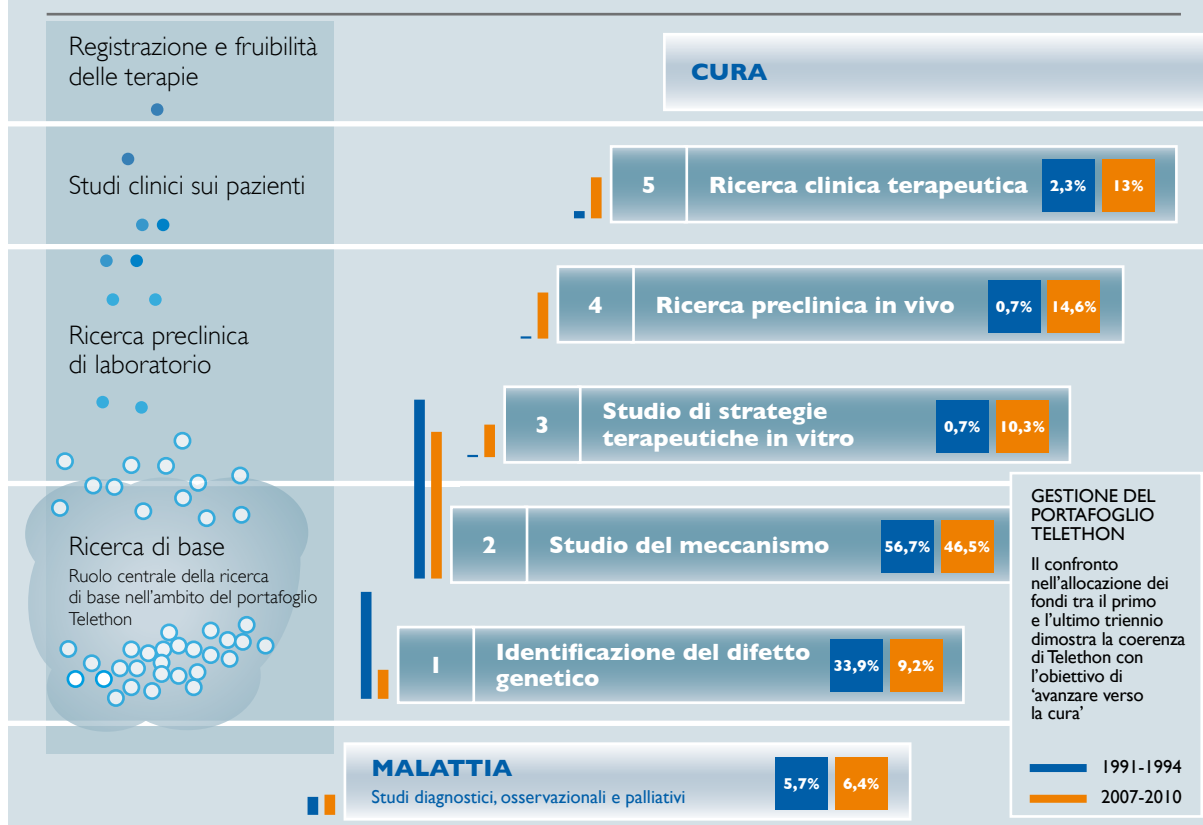 Registrazione e fruibilità
delle terapie
CURA
Studi clinici sui pazienti
5 Ricerca clinica terapeutica 2,3% 13%
4 Ricerca preclinica in vivo 0,7% 14,6%
Ricerca preclinica
di laboratorio
3 Studio di strategie
terapeutiche in vitro 0,7% 10,3%
Ricerca di base
Ruolo centrale della ricerca
di base nell'ambito del portafoglio
Telethon
2 Studio del meccanismo 56,7% 46,5%
1 Identificazione del difetto
genetico 33,9% 9,2%
MALATTIA
Studi diagnostici, osservazionali e palliativi
5,7% 6,4%
GESTIONE DEL
PORTAFOGLIO
TELETHON
Il confronto
nell'allocazione dei
fondi tra il primo
e l'ultimo triennio
dimostra la coerenza
di Telethon con
l'obiettivo di
'avanzare verso
la cura'
1991-1994
2007-2010